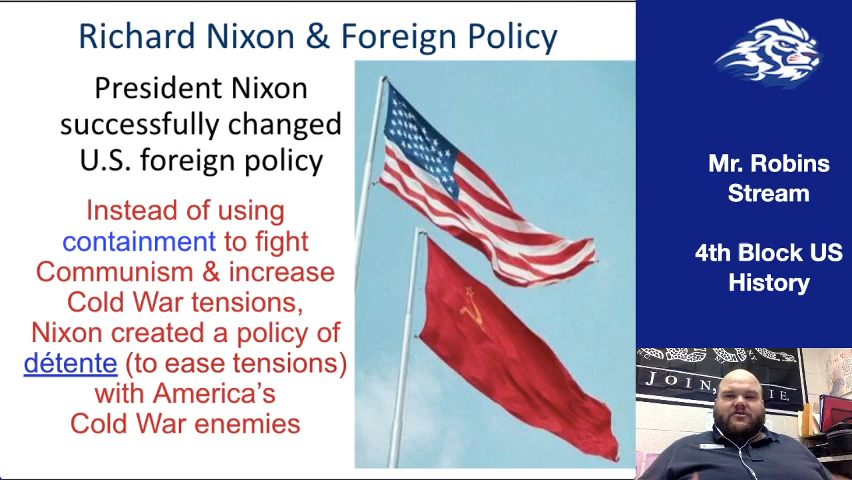 Richard Nixon & Foreign Policy
President Nixon
successfully changed
U.S. foreign policy
Instead of using
containment to fight
Communism & increase
Cold War tensions,
Nixon created a policy of
détente (to ease tensions)
with America’s
Cold War enemies
Mr. Robins
Stream
4th Block US
History
JOIN,